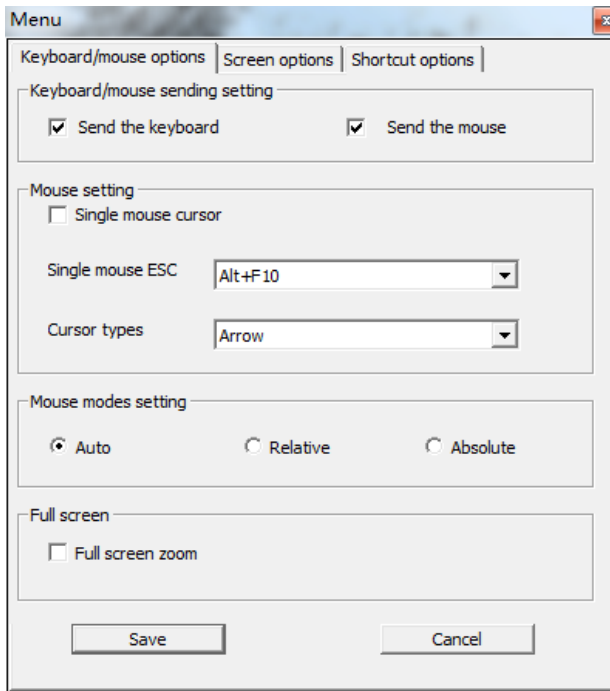 Menu
Keyboard/mouse options Screen options Shortcut options
Keyboard/mouse sending setting
Send the keyboard Send the mouse
Mouse setting
Single mouse cursor
Single mouse ESC Alt+F10
Cursor types Arrow
Mouse modes setting
Auto Relative Absolute
Full screen
Full screen zoom
Save Cancel